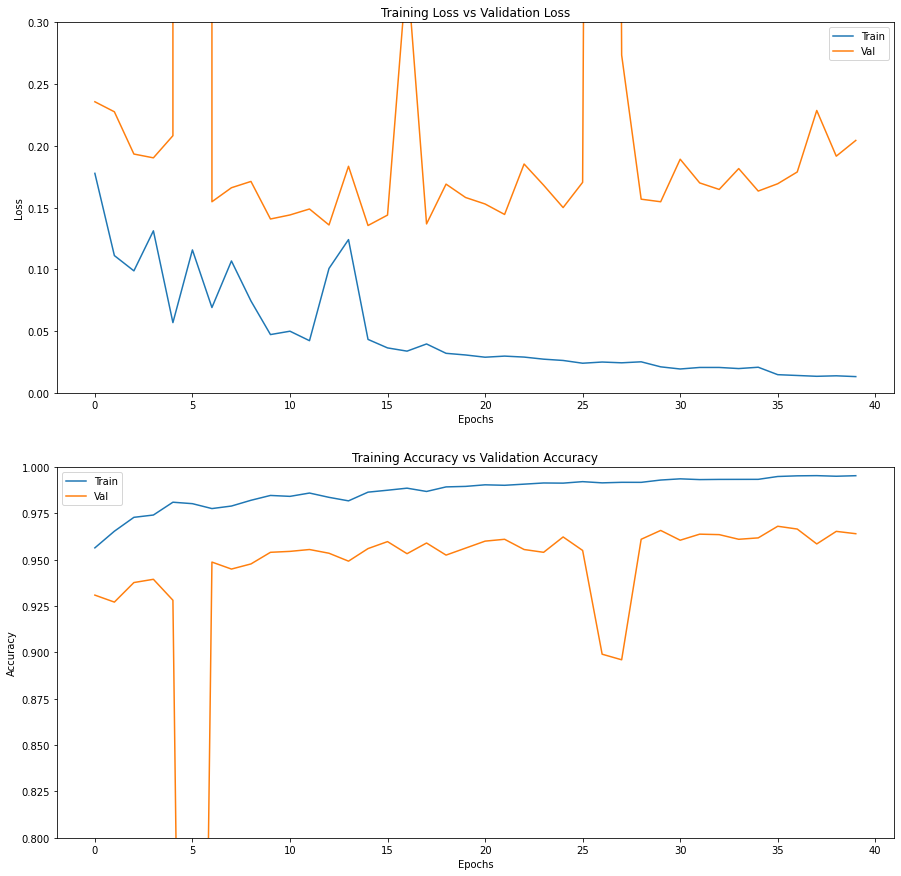 Training Loss vs Validation Loss
0.30
0.25
0.20
0.15
0.10
0.05
0.00
Loss
Train
Val
0 5 10 15 20 25 30 35 40
Epochs
Training Accuracy vs Validation Accuracy
1.000
0.975
0.950
0.925
0.900
0.875
0.850
0.825
0.800
Accuracy
Train
Val
0 5 10 15 20 25 30 35 40
Epochs